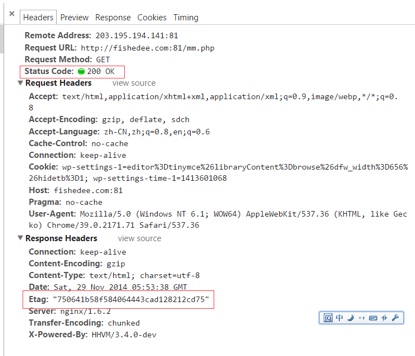 Headers Preview Response Cookies Timing
Remote Address: 203.195.194.141:81
Request URL: http://fishedee.com:81/mm.php
Request Method: GET
Status Code: 200 OK
Request Headers view source
Accept: text/html,application/xhtml+xml,application/xml;q=0.9,image/webp,*/*;q=0.
8
Accept-Encoding: gzip, deflate, sdch
Accept-Language: zh-CN,zh;q=0.8,en;q=0.6
Cache-Control: no-cache
Connection: keep-alive
Cookie: wp-settings-1=editor%3Dtinymce%26libraryContent%3Dbrowse%26dfw_width%3D656%
26hidetb%3D1; wp-settings-time-1=1413601068
Host: fishedee.com:81
Pragma: no-cache
User-Agent: Mozilla/5.0 (Windows NT 6.1; WOW64) AppleWebKit/537.36 (KHTML, like Gec
ko) Chrome/39.0.2171.71 Safari/537.36
Response Headers view source
Connection: keep-alive
Content-Encoding: gzip
Content-Type: text/html; charset=utf-8
Date: Sat, 29 Nov 2014 05:53:38 GMT
Etag: "750641b58f584064443cad128212cd75"
Server: nginx/1.6.2
Transfer-Encoding: chunked
X-Powered-By: HHVM/3.4.0-dev
中